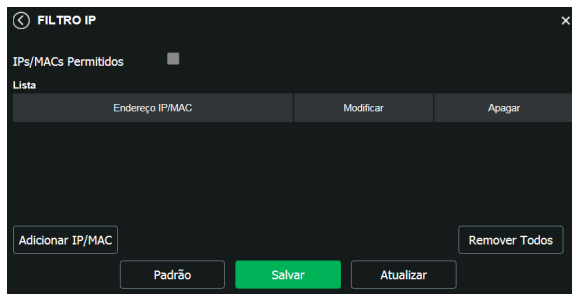 FILTRO IP ×
IPs/MACs Permitidos
Lista
Endereço IP/MAC Modificar Apagar
Adicionar IP/MAC Remover Todos
Padrão Salvar Atualizar